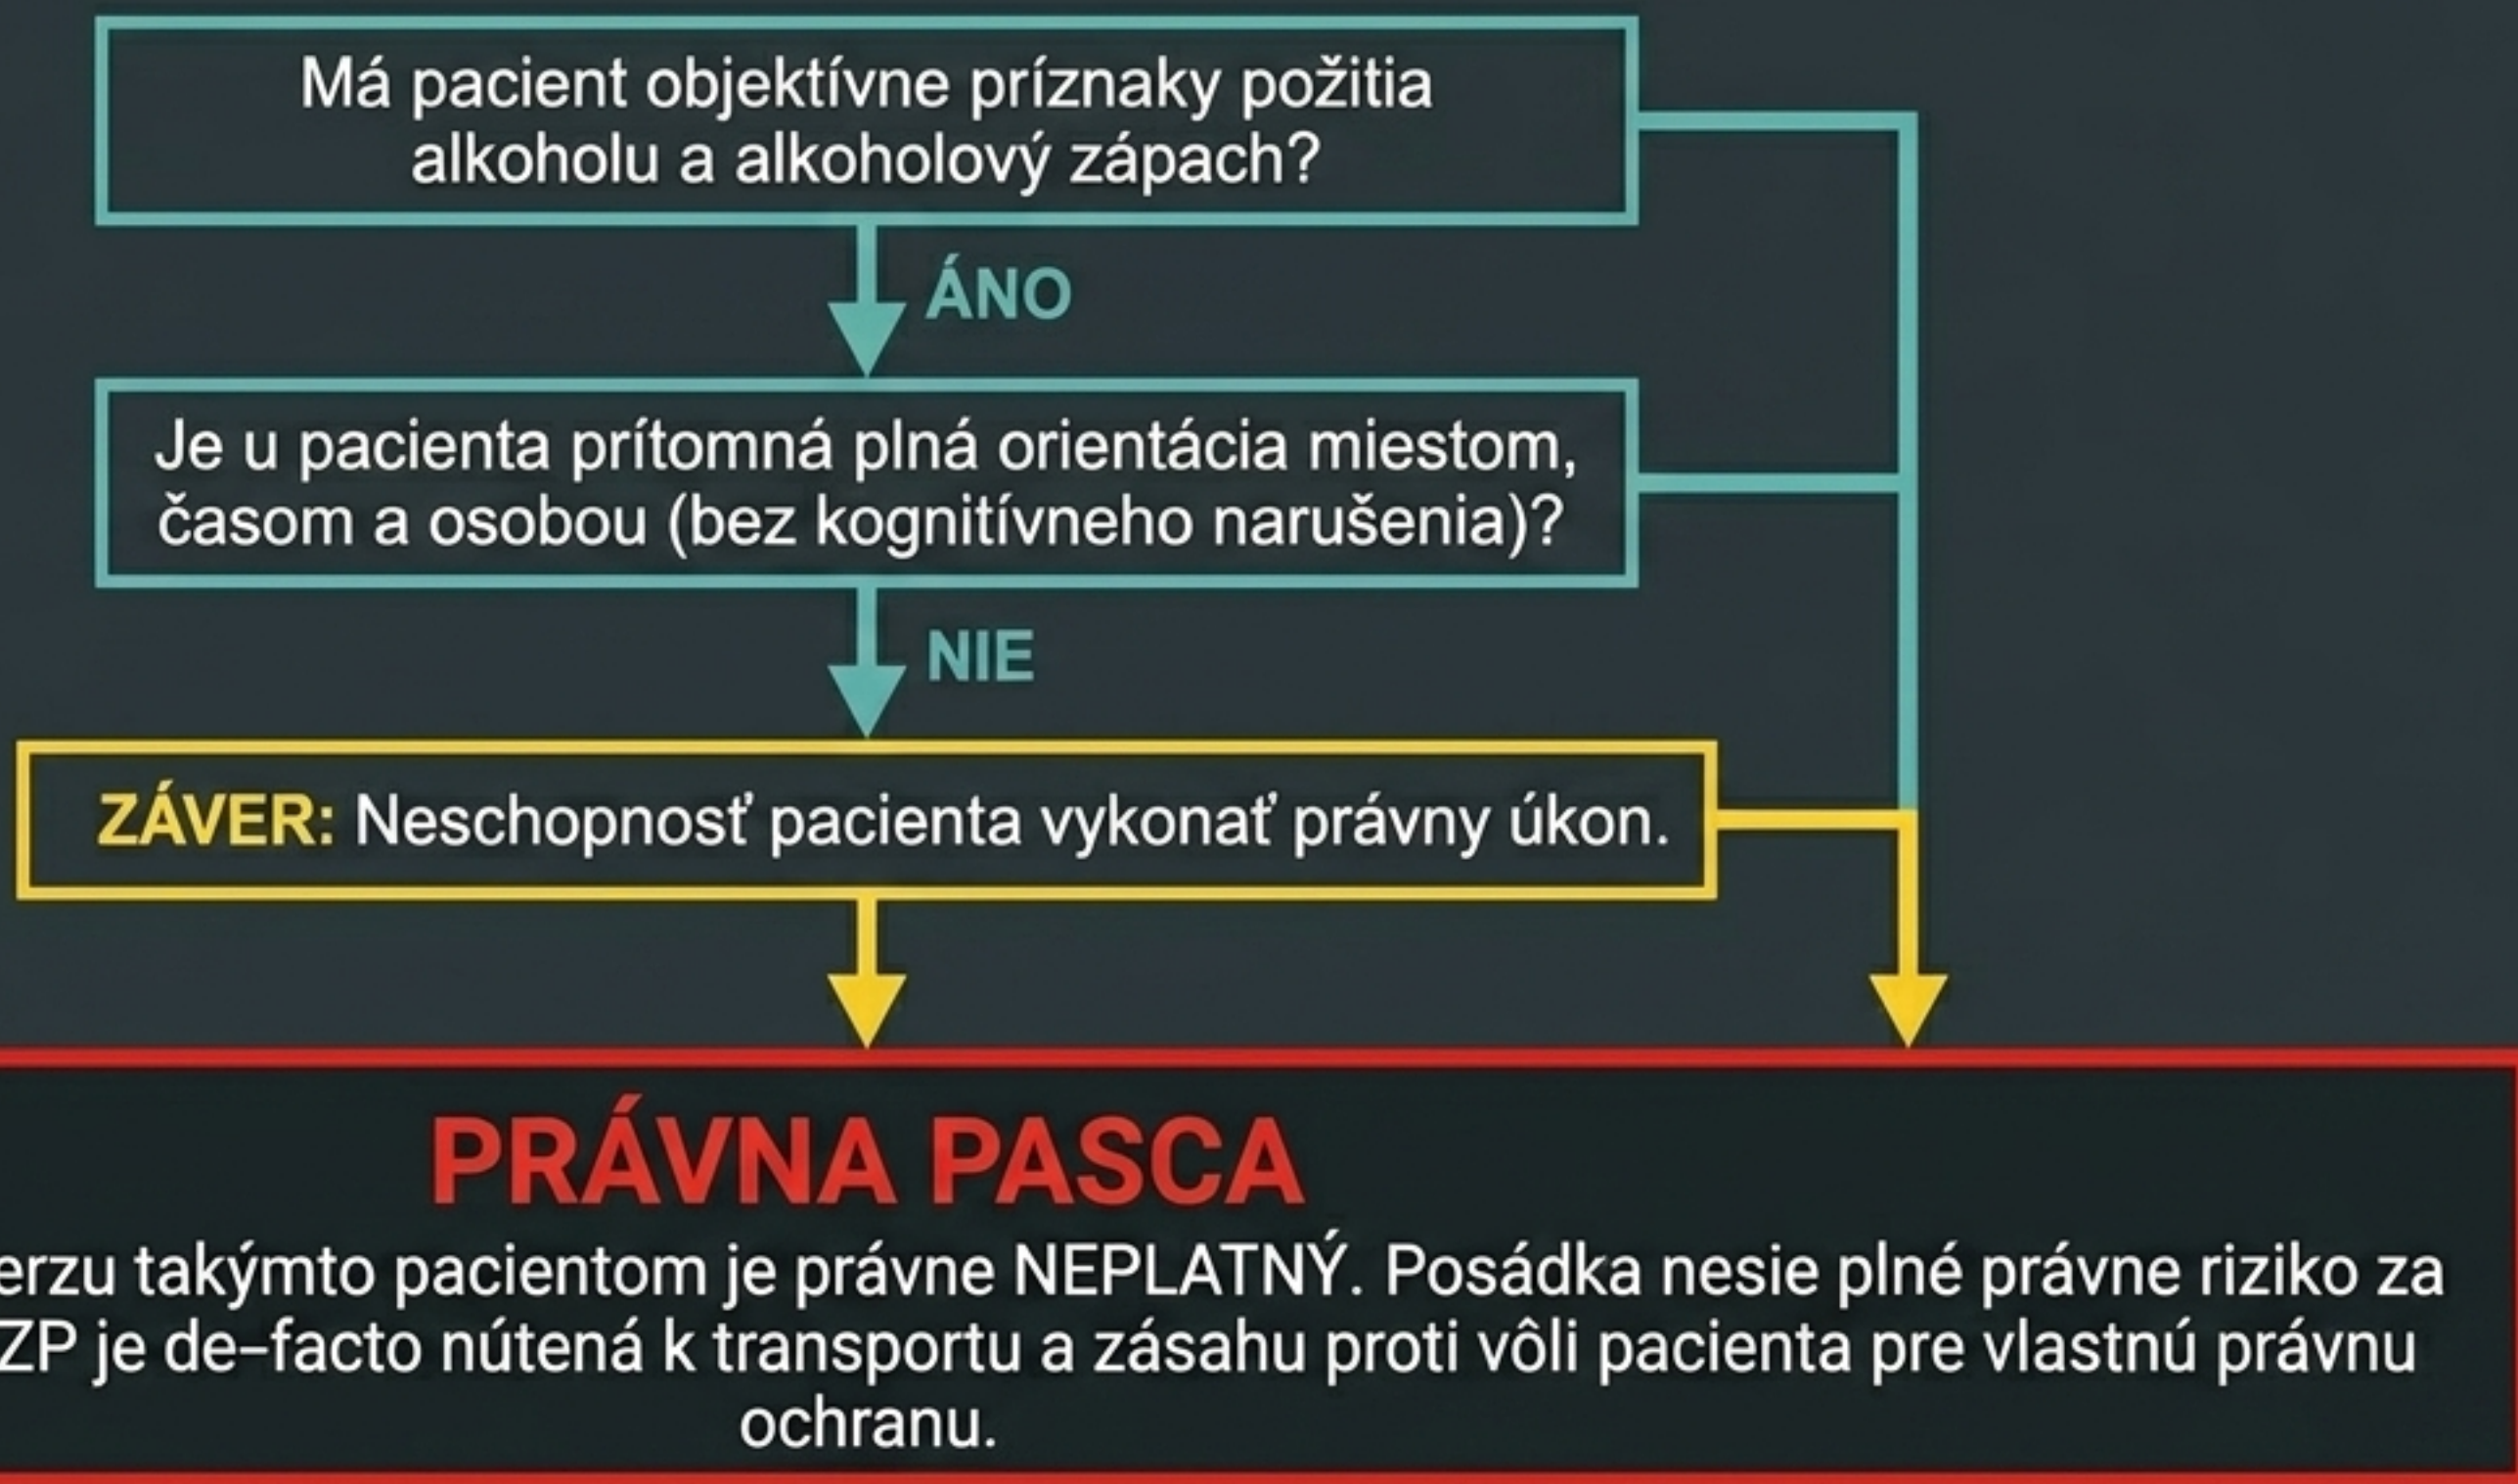 Má pacient objektívne príznaky požitia
alkoholu a alkoholový zápach?
ÁNO
Je u pacienta prítomná plná orientácia miestom,
časom a osobou (bez kognitívneho narušenia)?
NIE
ZÁVER: Neschopnosť pacienta vykonať právny úkon.
PRÁVNA PASCA
erzu takýmto pacientom je právne NEPLATNÝ. Posádka nesie plné právne riziko za
ZP je de-facto nútená k transportu a zásahu proti vôli pacienta pre vlastnú právnu
ochranu.